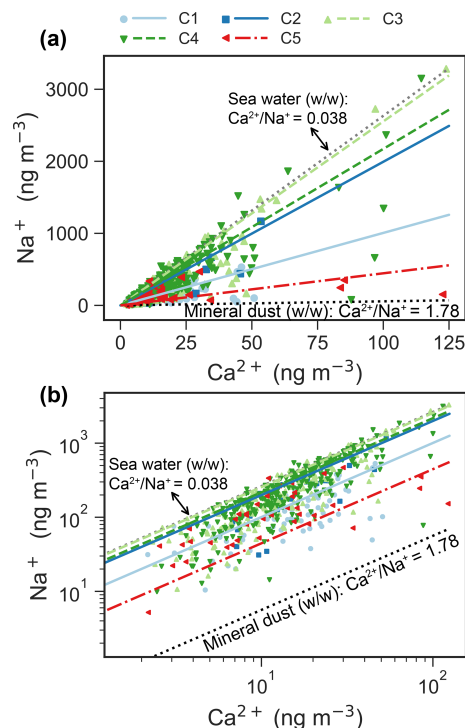 C1 C2 C3
C4 C5
(a)
3000
2000
1000
0
Na⁺ (ng m⁻³)
Sea water (w/w):
Ca²⁺/Na⁺ = 0.038
Mineral dust (w/w): Ca²⁺/Na⁺ = 1.78
0 25 50 75 100 125
Ca²⁺ (ng m⁻³)
(b)
10³
10²
10¹
Na⁺ (ng m⁻³)
Sea water (w/w):
Ca²⁺/Na⁺ = 0.038
Mineral dust (w/w): Ca²⁺/Na⁺ = 1.78
10¹ 10²
Ca²⁺ (ng m⁻³)